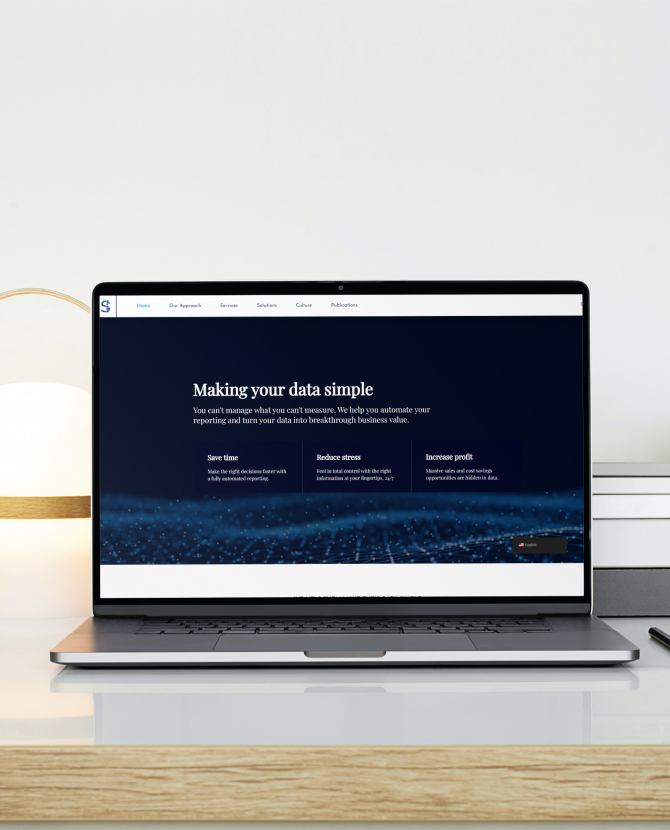 Home Our Approach Services Solutions Culture Publications
Making your data simple
You can't manage what you can't measure. We help you automate your
reporting and turn your data into breakthrough business value.
Save time
Make the right decisions faster with
a fully automated reporting.
Reduce stress
Feel in total control with the right
information at your fingertips, 24/7
Increase profit
Massive sales and cost savings
opportunities are hidden in data.
English